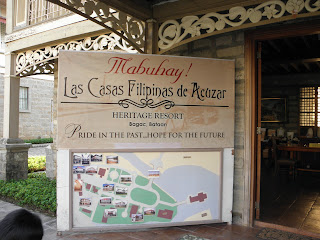 Mabuhay!
Las Casas Filipinas de Acuzar
HERITAGE RESORT
Bagac, Bataan
PRIDE IN THE PAST...HOPE FOR THE FUTURE